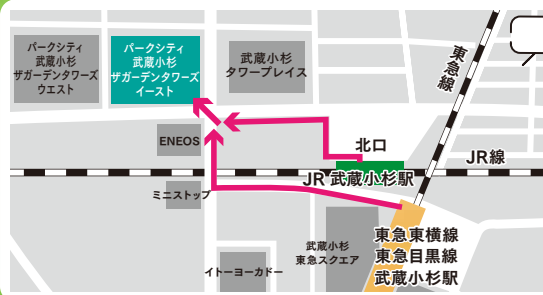 パークシティ
武蔵小杉
ザガーデンタワーズ
ウエスト
パークシティ
武蔵小杉
ザガーデンタワーズ
イースト
武蔵小杉
タワープレイス
東急線
ENEOS
北口
JR線
JR 武蔵小杉駅
ミニストップ
武蔵小杉
東急スクエア
イトーヨーカドー
東急東横線
東急目黒線
武蔵小杉駅